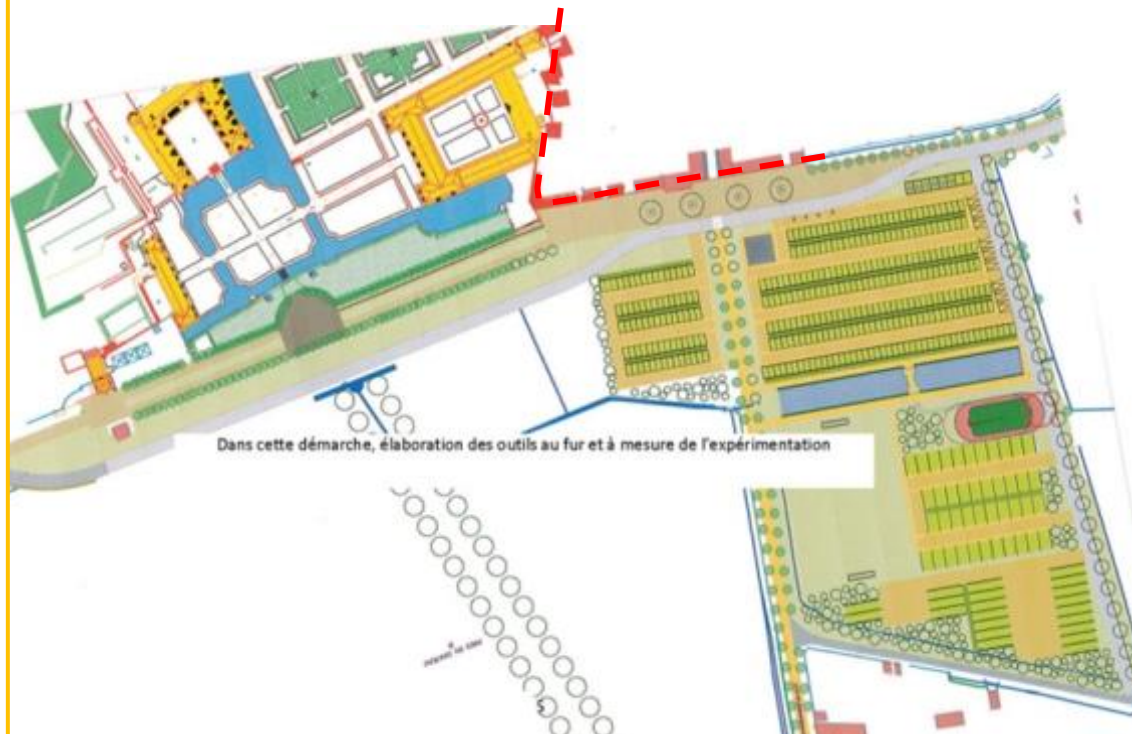 Dans cette démarche, élaboration des outils au fur et à mesure de l'expérimentation
S